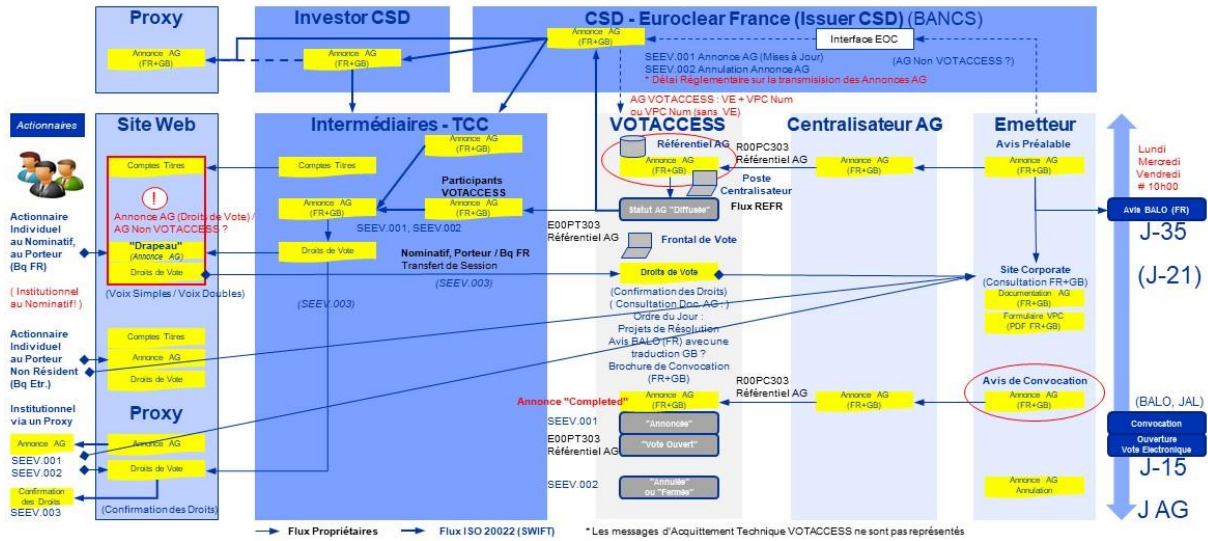 Proxy
Annonce AG
(FR+GB)
Investor CSD
Annonce AG
(FR+GB)
CSD - Euroclear France (Issuer CSD) (BANCS)
Annonce AG
(FR+GB)
Interface EOC
SEEV.001 Annonce AG (Mises à Jour)
SEEV.002 Annulation Annonce AG
(AG Non VOTACCESS ?)
* Délai Réglementaire sur la transmisision des Annonces AG
AG VOTACCESS : VE + VPC Num
ou VPC Num (sans VE)
Actionnaires
Actionnaire
Individuel
au Nominatif,
au Porteur
(Bq FR)
( Institutionnel
au Nominatif! )
Actionnaire
Individuel
au Porteur
Non Résident
(Bq Etr.)
Institutionnel
via un Proxy
Annonce AG
SEEV.001
SEEV.002
Confirmation
des Droits
SEEV.003
Site Web
Comptes Titres
!
Annonce AG (Droits de Vote) /
AG Non VOTACCESS ?
"Drapeau"
(Annonce AG)
Droits de Vote
(Voix Simples / Voix Doubles)
Comptes Titres
Annonce AG
Droits de Vote
Proxy
Annonce AG
Droits de Vote
(Confirmation des Droits)
Intermédiaires - TCC
Annonce AG
(FR+GB)
Comptes Titres
Participants
VOTACCESS
Annonce AG
(FR+GB)
Annonce AG
(FR+GB)
SEEV.001, SEEV.002
Droits de Vote
Nominatif, Porteur / Bq FR
Transfert de Session
(SEEV.003)
(SEEV.003)
VOTACCESS
Référentiel AG
Annonce AG
(FR+GB)
R00PC303
Référentiel AG
Poste
Centralisateur
Statut AG "Diffusée"
Flux REFR
E00PT303
Référentiel AG
Frontal de Vote
Droits de Vote
(Confirmation des Droits)
( Consultation Doc. AG : )
Ordre du Jour :
Projets de Résolution
Avis BALO (FR) avec une
traduction GB ?
Brochure de Convocation
(FR+GB)
Annonce "Completed"
Annonce AG
(FR+GB)
R00PC303
Référentiel AG
SEEV.001
"Annoncée"
E00PT303
Référentiel AG
"Vote Ouvert"
SEEV.002
"Annulée"
ou "Fermée"
Centralisateur AG
Annonce AG
(FR+GB)
Annonce AG
(FR+GB)
Emetteur
Avis Préalable
Annonce AG
(FR+GB)
Site Corporate
(Consultation FR+GB)
Documentation AG
(FR+GB)
Formulaire VPC
(PDF FR+GB)
Avis de Convocation
Annonce AG
(FR+GB)
Annonce AG
Annulation
Lundi
Mercredi
Vendredi
# 10h00
Avis BALO (FR)
J-35
(J-21)
(BALO, JAL)
Convocation
Ouverture
Vote Electronique
J-15
J AG
Flux Propriétaires
Flux ISO 20022 (SWIFT)
* Les messages d'Acquittement Technique VOTACCESS ne sont pas représentés